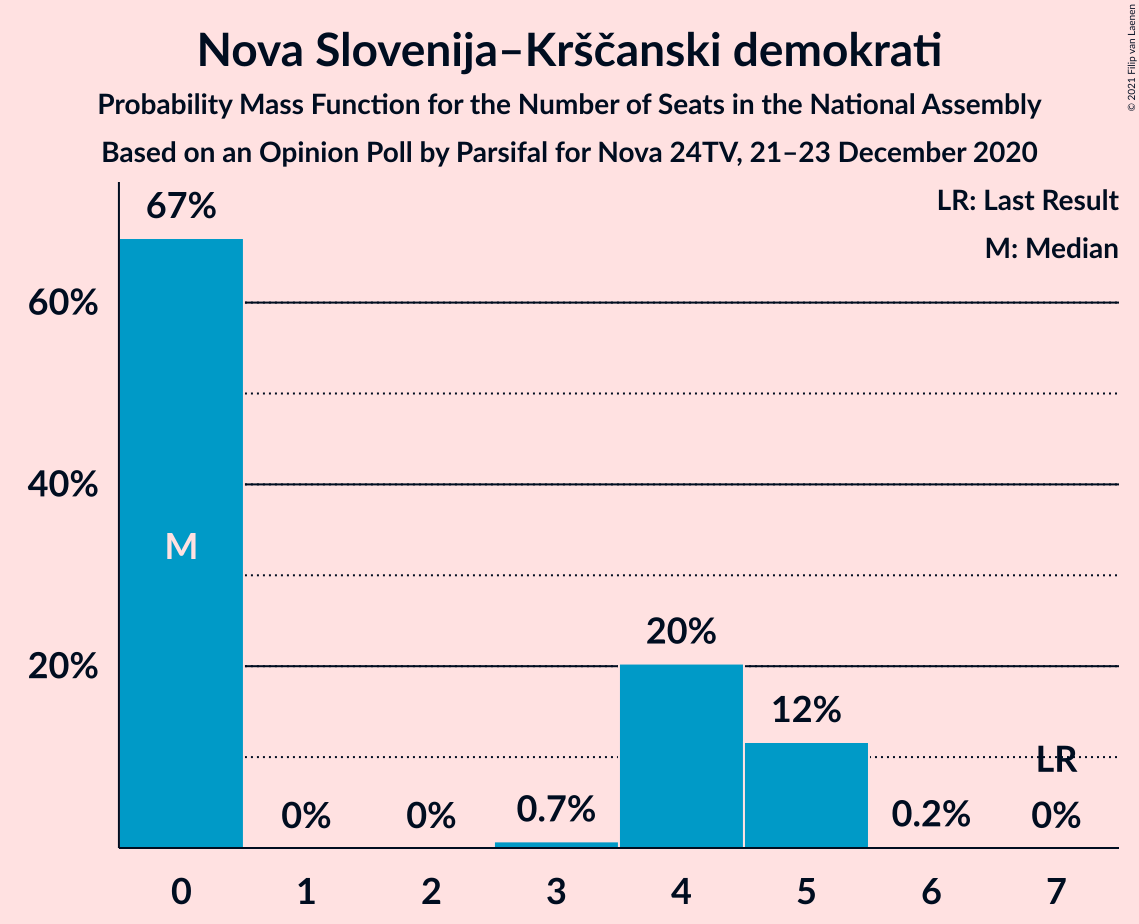 Nova Slovenija–Krščanski demokrati
Probability Mass Function for the Number of Seats in the National Assembly
Based on an Opinion Poll by Parsifal for Nova 24TV, 21–23 December 2020
© 2021 Filip van Laenen
LR: Last Result
M: Median
67%
60%
40%
M
20%
20%
12%
LR
0%
0%
0.7%
0.2%
0%
0 1 2 3 4 5 6 7